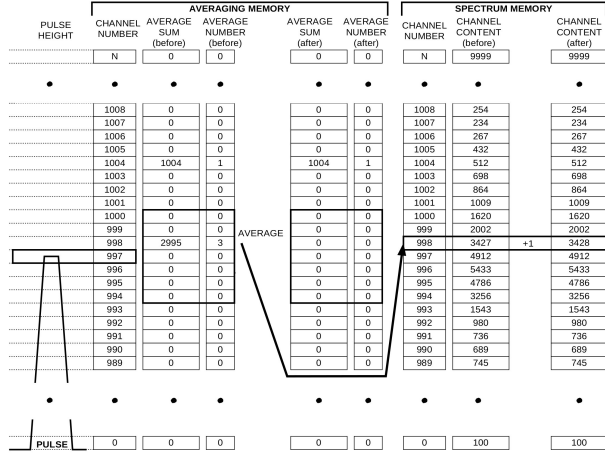 AVERAGING MEMORY SPECTRUM MEMORY
PULSE HEIGHT CHANNEL NUMBER AVERAGE SUM (before) AVERAGE NUMBER (before) AVERAGE SUM (after) AVERAGE NUMBER (after) CHANNEL NUMBER CHANNEL CONTENT (before) CHANNEL CONTENT (after)
N 0 0 0 0 N 9999 9999
1008 0 0 0 0 1008 254 254
1007 0 0 0 0 1007 234 234
1006 0 0 0 0 1006 267 267
1005 0 0 0 0 1005 432 432
1004 1004 1 1004 1 1004 512 512
1003 0 0 0 0 1003 698 698
1002 0 0 0 0 1002 864 864
1001 0 0 0 0 1001 1009 1009
1000 0 0 0 0 1000 1620 1620
999 0 0 AVERAGE 0 0 999 2002 2002
998 2995 3 0 0 998 3427 +1 3428
997 0 0 0 0 997 4912 4912
996 0 0 0 0 996 5433 5433
995 0 0 0 0 995 4786 4786
994 0 0 0 0 994 3256 3256
993 0 0 0 0 993 1543 1543
992 0 0 0 0 992 980 980
991 0 0 0 0 991 736 736
990 0 0 0 0 990 689 689
989 0 0 0 0 989 745 745
PULSE 0 0 0 0 0 0 100 100